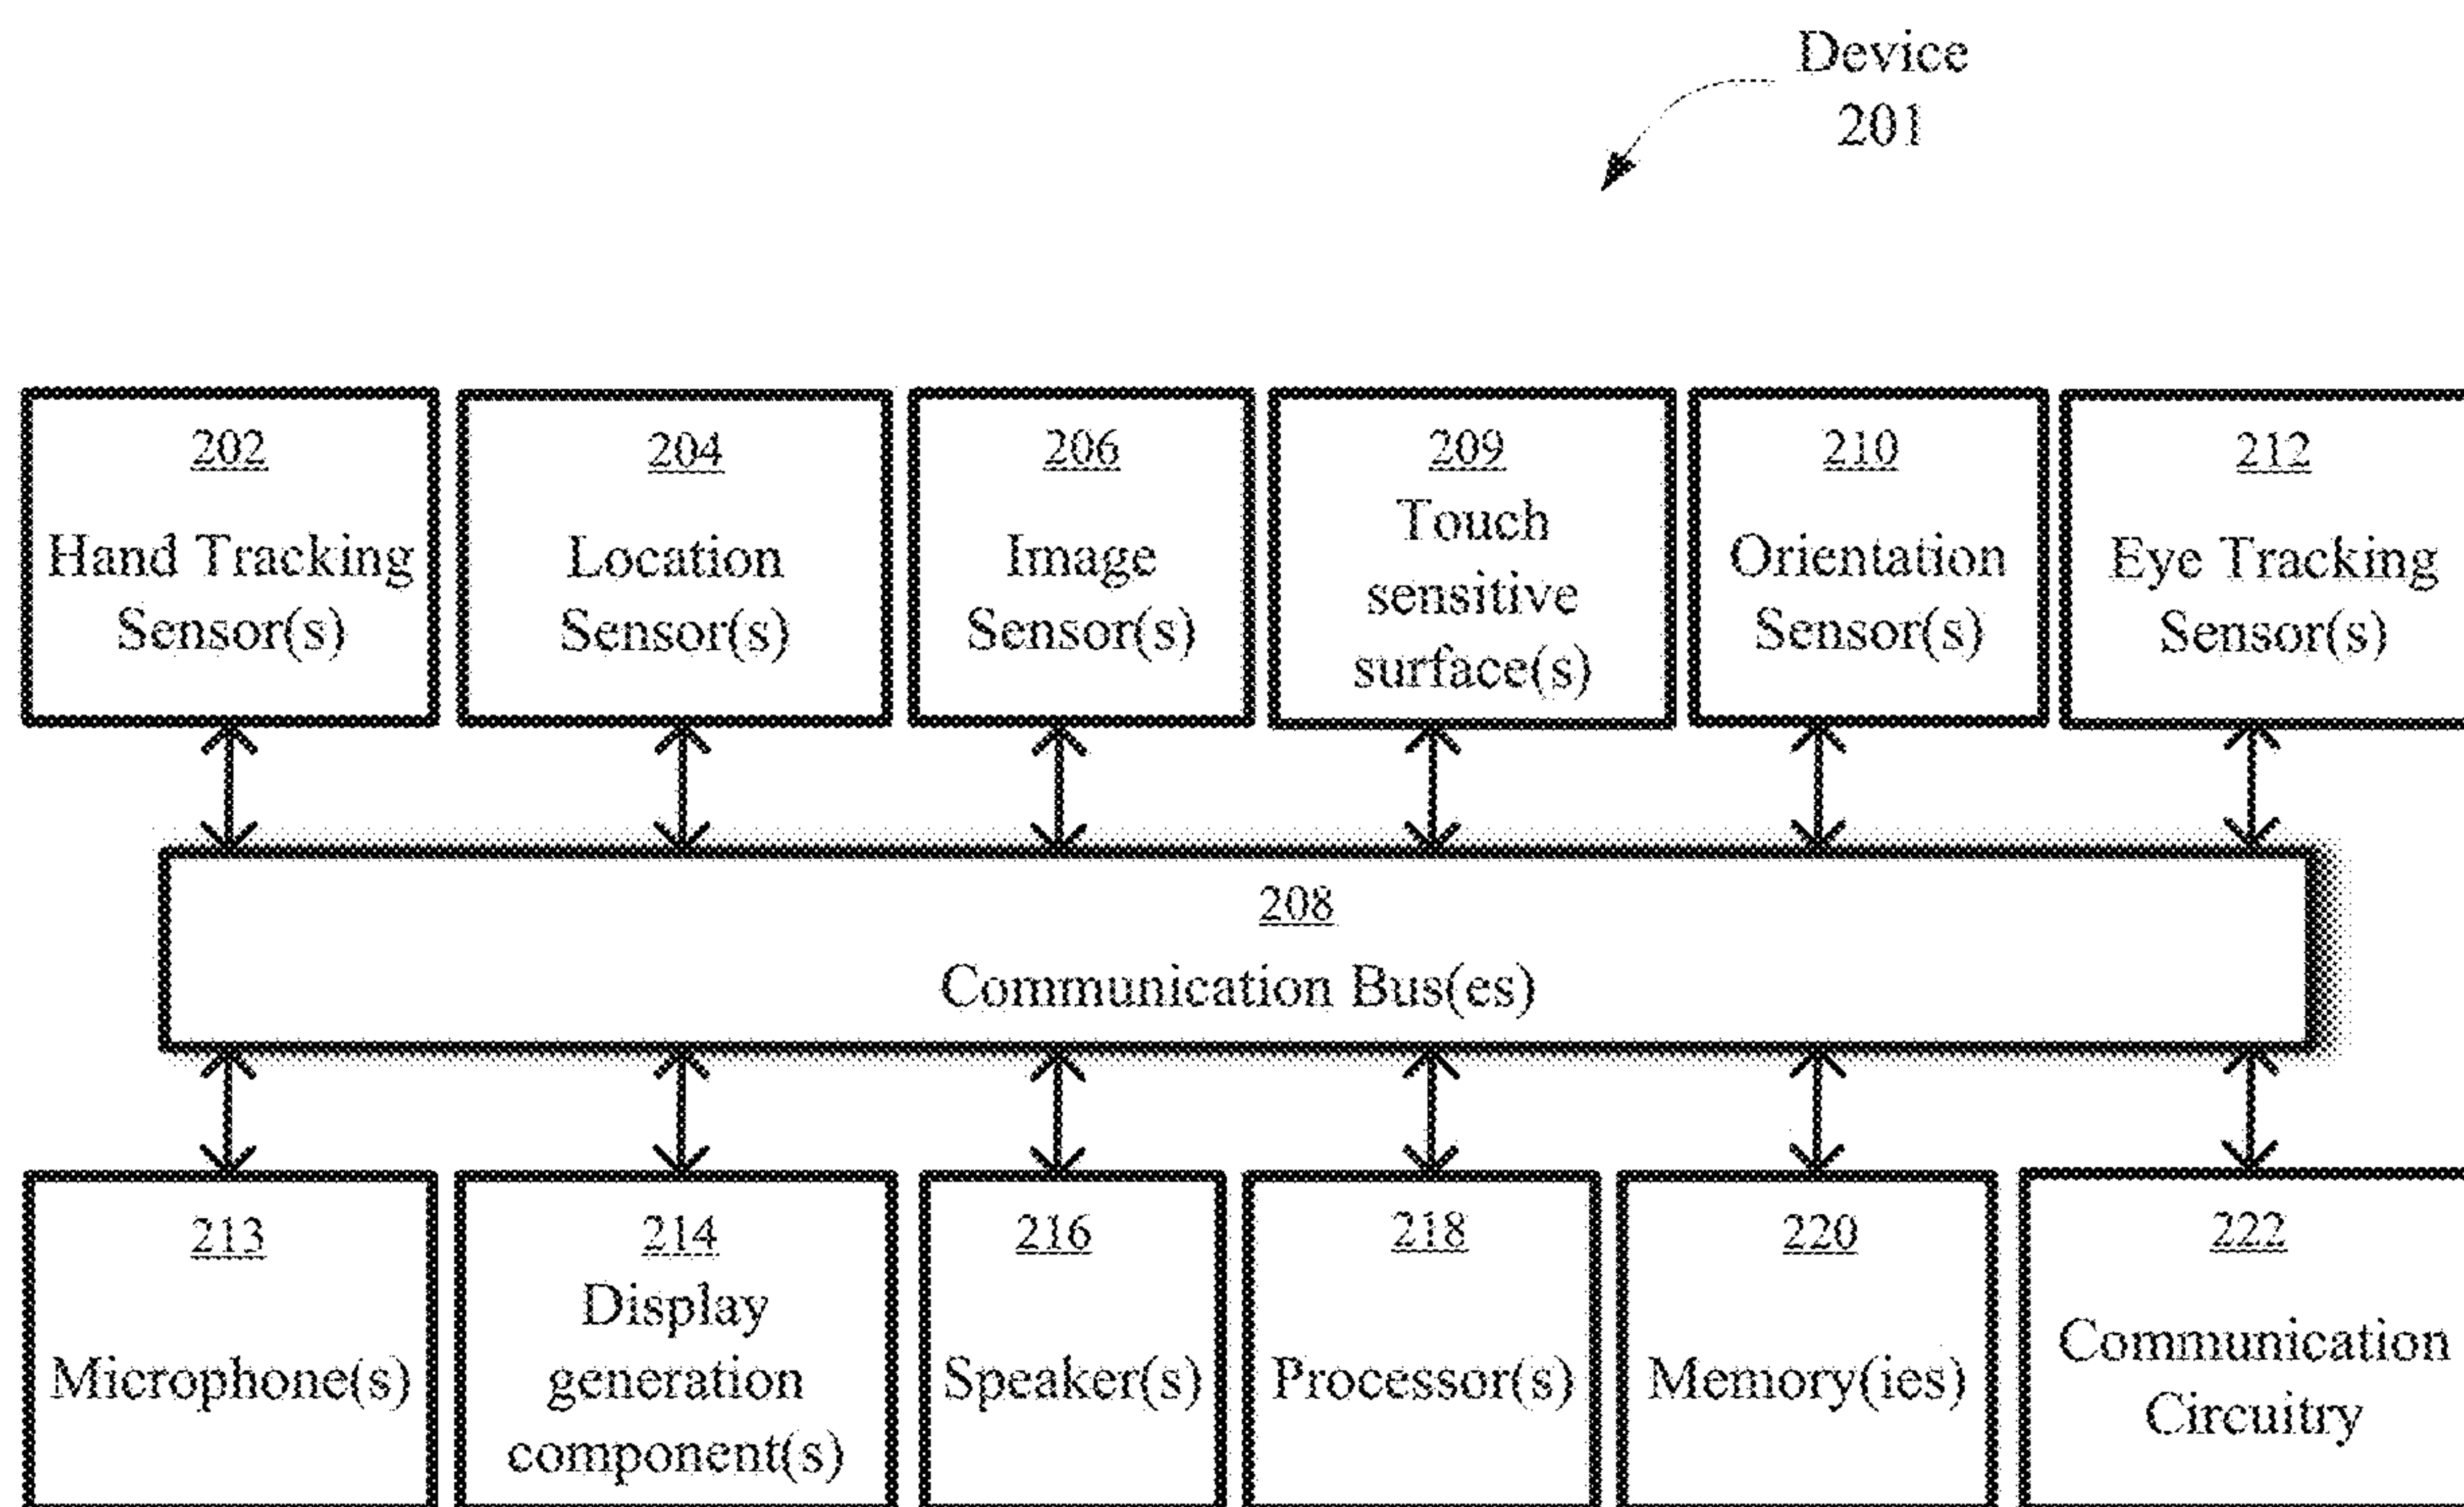 Device
201
202
Hand Tracking
Sensor(s)
204
Location
Sensor(s)
206
Image
Sensor(s)
209
Touch
sensitive
surface(s)
210
Orientation
Sensor(s)
212
Eye Tracking
Sensor(s)
208
Communication Bus(es)
213
Microphone(s)
214
Display
generation
component(s)
216
Speaker(s)
218
Processor(s)
220
Memory(ies)
222
Communication
Circuitry